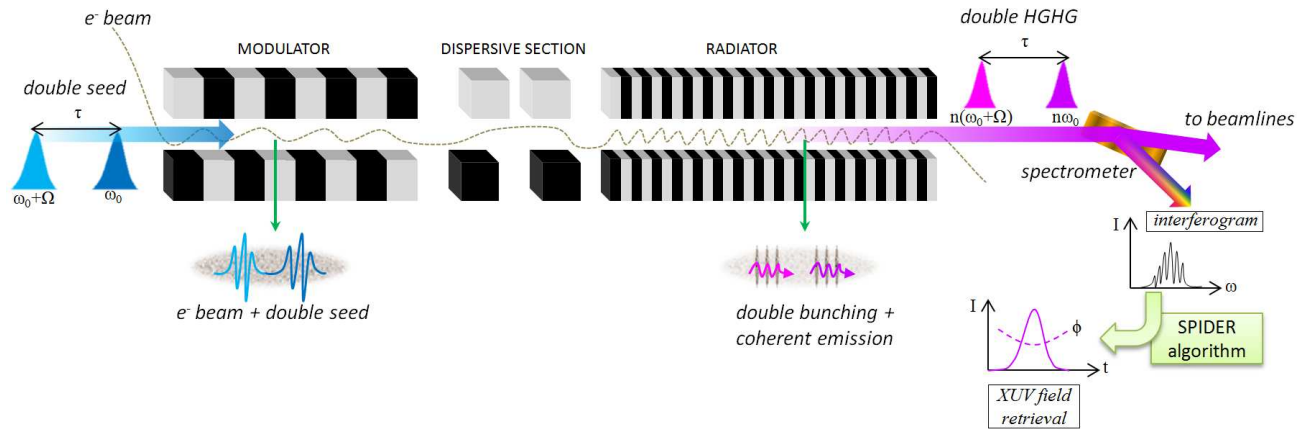 e⁻ beam
double seed
τ
ω₀+Ω
ω₀
MODULATOR
DISPERSIVE SECTION
RADIATOR
double HGHG
τ
n(ω₀+Ω)
nω₀
to beamlines
spectrometer
e⁻ beam + double seed
double bunching +
coherent emission
interferogram
I
ω
SPIDER
algorithm
I
ϕ
t
XUV field
retrieval